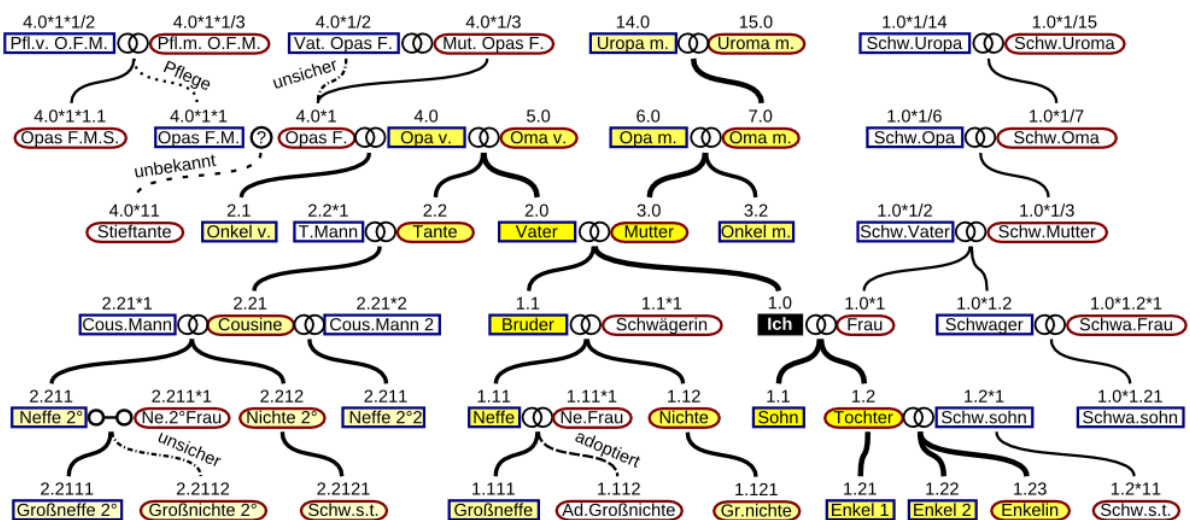 4.0*1*1/2 4.0*1*1/3 4.0*1/2 4.0*1/3 14.0 15.0 1.0*1/14 1.0*1/15
Pfl.v. O.F.M. Pfl.m. O.F.M. Vat. Opas F. Mut. Opas F. Uropa m. Uroma m. Schw.Uropa Schw.Uroma
Pflege unsicher
4.0*1*1.1 4.0*1*1 4.0*1 4.0 5.0 6.0 7.0 1.0*1/6 1.0*1/7
Opas F.M.S. Opas F.M. ? Opas F. Opa v. Oma v. Opa m. Oma m. Schw.Opa Schw.Oma
unbekannt
4.0*11 2.1 2.2*1 2.2 2.0 3.0 3.2 1.0*1/2 1.0*1/3
Stieftante Onkel v. T.Mann Tante Vater Mutter Onkel m. Schw.Vater Schw.Mutter
2.21*1 2.21 2.21*2 1.1 1.1*1 1.0 1.0*1 1.0*1.2 1.0*1.2*1
Cous.Mann Cousine Cous.Mann 2 Bruder Schwägerin Ich Frau Schwager Schwa.Frau
2.211 2.211*1 2.212 2.211 1.11 1.11*1 1.12 1.1 1.2 1.2*1 1.0*1.21
Neffe 2° Ne.2°Frau Nichte 2° Neffe 2°2 Neffe Ne.Frau Nichte Sohn Tochter Schw.sohn Schwa.sohn
unsicher adoptiert
2.2111 2.2112 2.2121 1.111 1.112 1.121 1.21 1.22 1.23 1.2*11
Großneffe 2° Großnichte 2° Schw.s.t. Großneffe Ad.Großnichte Gr.nichte Enkel 1 Enkel 2 Enkelin Schw.s.t.